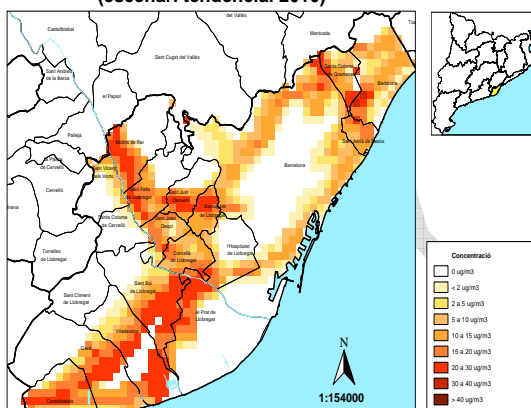 (escenari tendencial 2010)
del Vallès
Castellbisbal
Sant Cugat del Vallès
Montcada
Tia
Sant Andreu
de la Barca
Santa Coloma
de Gramenet
Badalona
el Papiol
Pallejà
Molins de Rei
Sant Adrià de Besòs
Cervelló
Sant Vicenç
dels Horts
Barcelona
Sant Feliu
de Llobregat
Sant Just
Desvern
Esplugues
de Llobregat
Santa Coloma
de Cervelló
Sant Joan
Despí
Torrelles
de Llobregat
Cornellà
de Llobregat
l'Hospitalet
de Llobregat
Sant Climent
de Llobregat
Sant Boi
de Llobregat
el Prat de
Llobregat
Viladecans
Gavà
Castelldefels
N
1:154000
Concentració
0 ug/m3
< 2 ug/m3
2 a 5 ug/m3
5 a 10 ug/m3
10 a 15 ug/m3
15 a 20 ug/m3
20 a 30 ug/m3
30 a 40 ug/m3
> 40 ug/m3